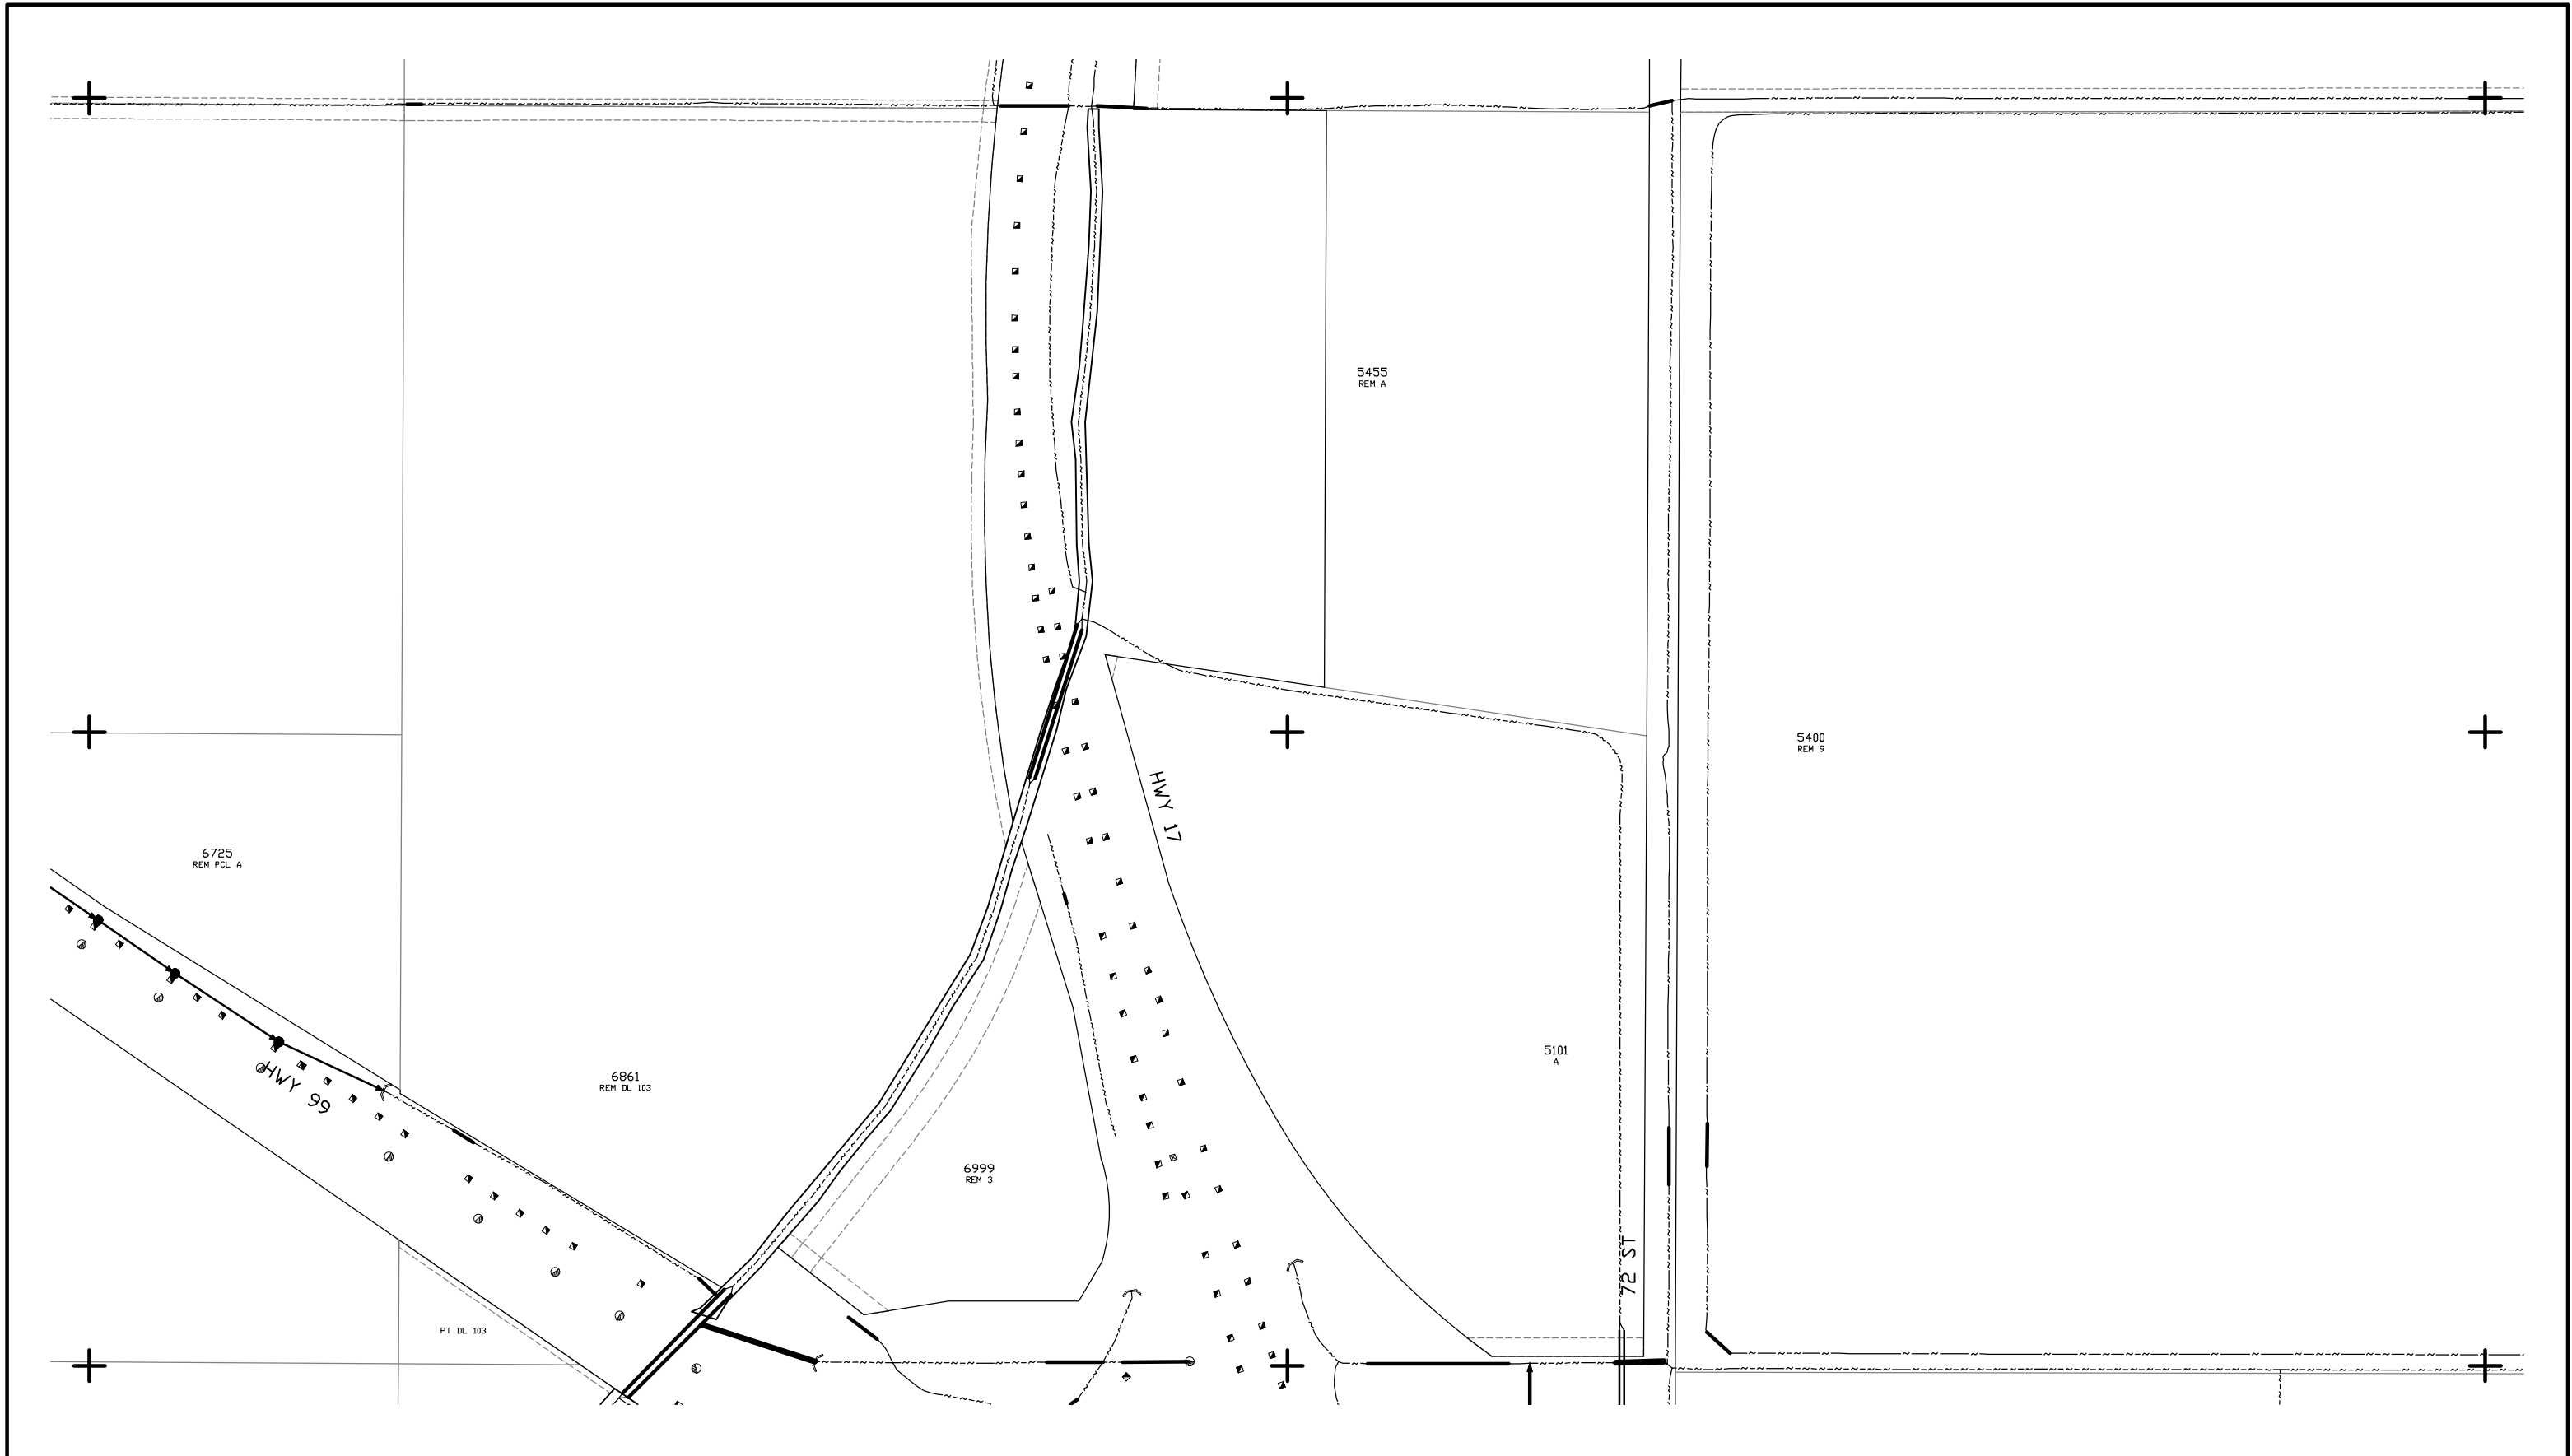 5455
REM A
5400
REM 9
HWY 17
6725
REM PCL A
HWY 99
6861
REM DL 103
5101
A
6999
REM 3
72 ST
PT DL 103